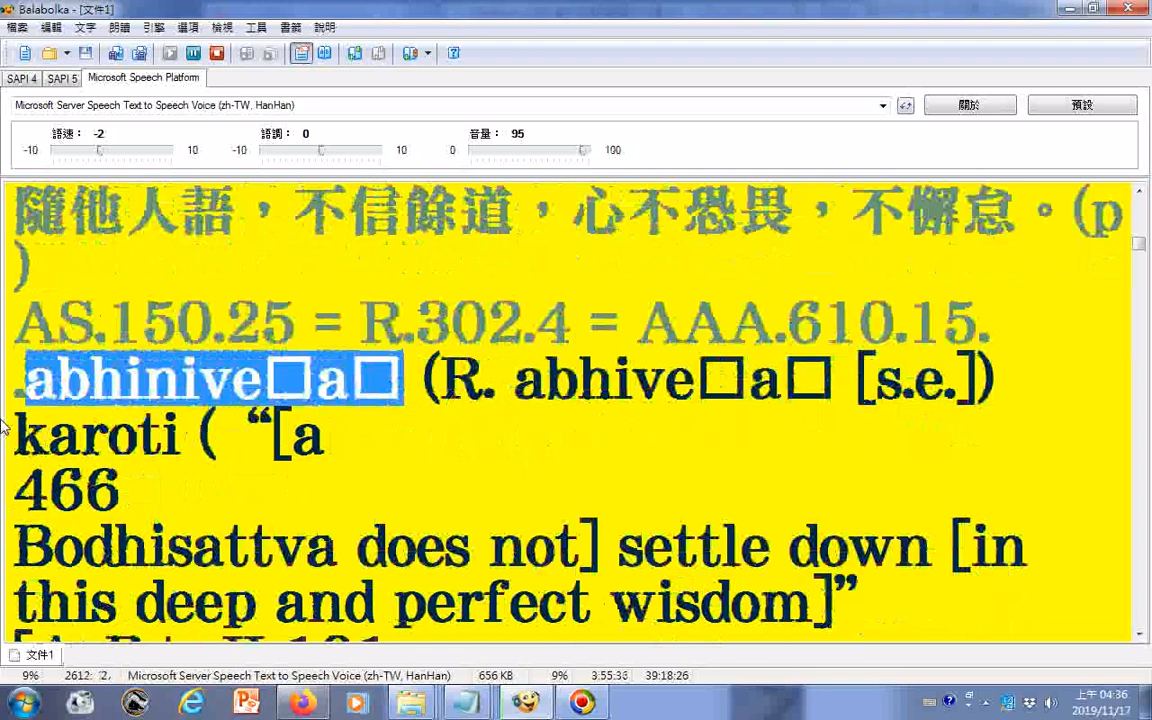 Balabolka - [文件1]
檔案 編輯 文字 朗讀 引擎 選項 檢視 工具 書籤 說明
SAPI 4 SAPI 5 Microsoft Speech Platform
Microsoft Server Speech Text to Speech Voice (zh-TW, HanHan) 關於 預設
語速： -2 語調： 0 音量： 95
-10 10 -10 10 0 100
隨他人語，不信餘道，心不恐畏，不懈怠。(p
)
AS.150.25 = R.302.4 = AAA.610.15.
.abhinive□a□ (R. abhive□a□ [s.e.])
karoti ( “[a
466
Bodhisattva does not] settle down [in
this deep and perfect wisdom]”
文件1
9% 2612: 2, Microsoft Server Speech Text to Speech Voice (zh-TW, HanHan) 656 KB 9% 3:55:33 39:18:26
上午 04:36
2019/11/17